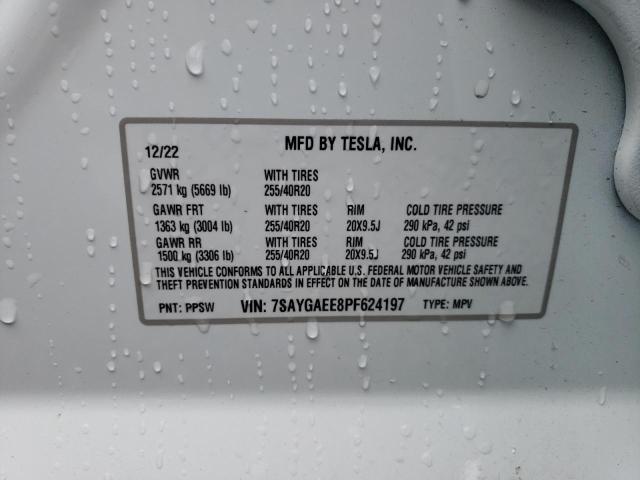 12/22 MFD BY TESLA, INC.
GVWR WITH TIRES
2571 kg (5669 lb) 255/40R20
GAWR FRT WITH TIRES RIM COLD TIRE PRESSURE
1363 kg (3004 lb) 255/40R20 20X9.5J 290 kPa, 42 psi
GAWR RR WITH TIRES RIM COLD TIRE PRESSURE
1500 kg (3306 lb) 255/40R20 20X9.5J 290 kPa, 42 psi
THIS VEHICLE CONFORMS TO ALL APPLICABLE U.S. FEDERAL MOTOR VEHICLE SAFETY AND
THEFT PREVENTION STANDARDS IN EFFECT ON THE DATE OF MANUFACTURE SHOWN ABOVE.
PNT: PPSW VIN: 7SAYGAEE8PF624197 TYPE: MPV